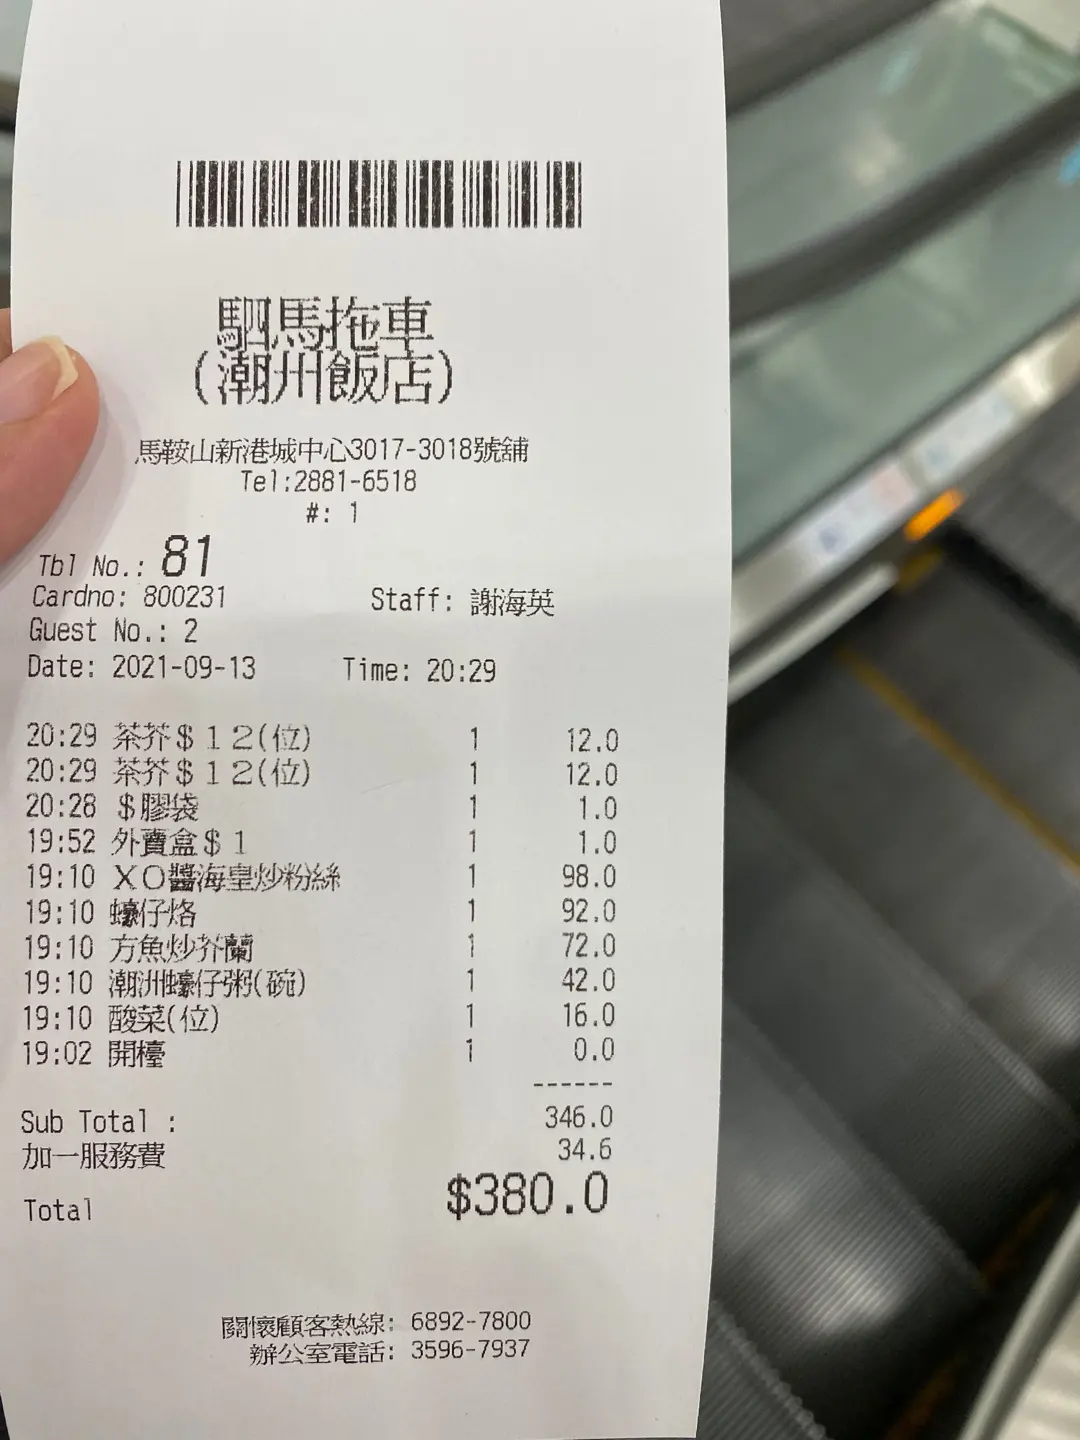 駟馬拖車
(潮州飯店)
馬鞍山新港城中心3017-3018號舖
Tel:2881-6518
#: 1
Tbl No.: 81
Cardno: 800231 Staff: 謝海英
Guest No.: 2
Date: 2021-09-13 Time: 20:29
20:29 茶芥$12(位) 1 12.0
20:29 茶芥$12(位) 1 12.0
20:28 $膠袋 1 1.0
19:52 外賣盒$1 1 1.0
19:10 XO醬海皇炒粉絲 1 98.0
19:10 蠔仔烙 1 92.0
19:10 方魚炒芥蘭 1 72.0
19:10 潮洲蠔仔粥(碗) 1 42.0
19:10 酸菜(位) 1 16.0
19:02 開檯 1 0.0
------
Sub Total : 346.0
加一服務費 34.6
Total $380.0
關懷顧客熱線: 6892-7800
辦公室電話: 3596-7937